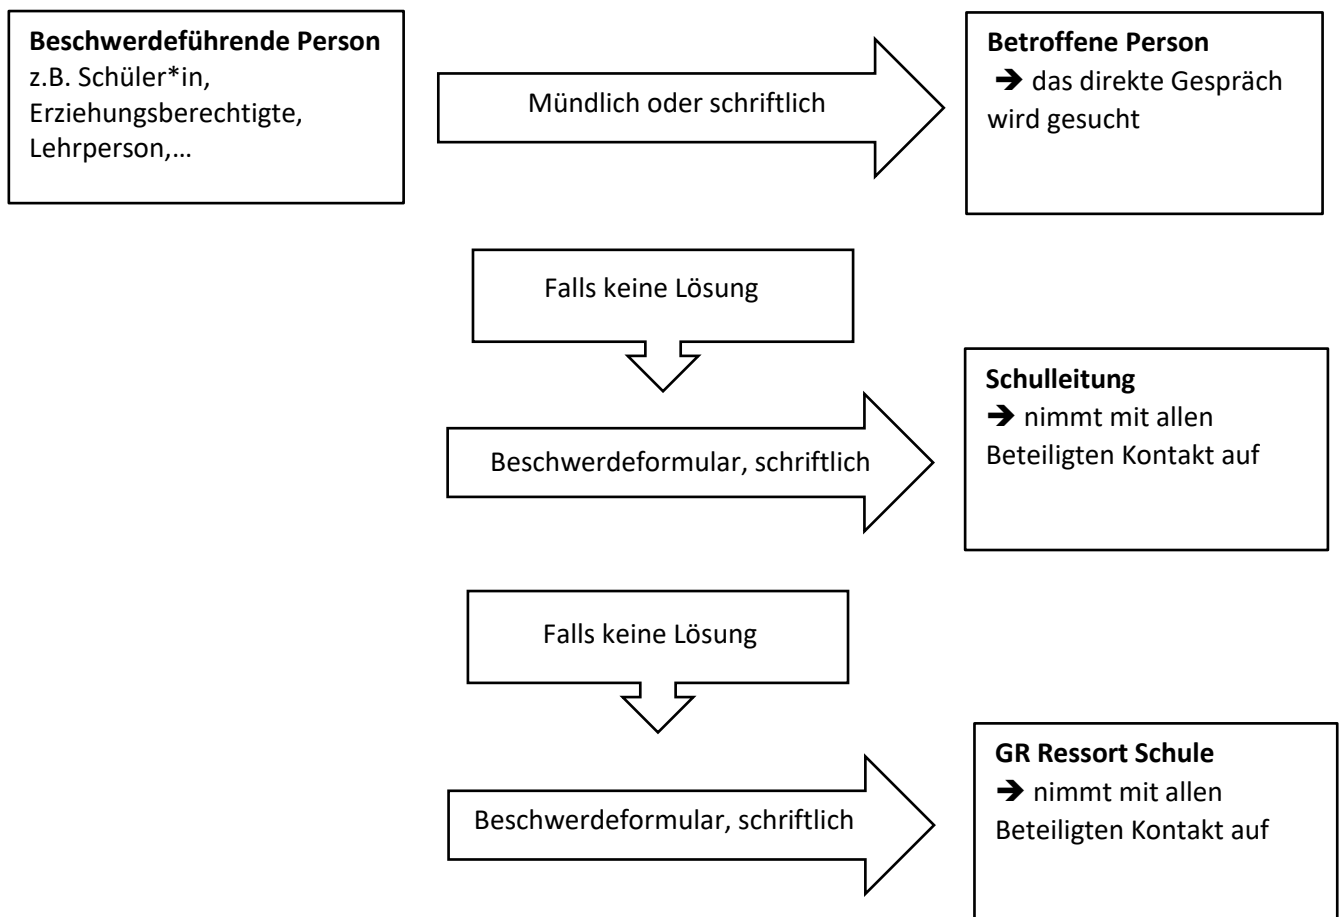 Beschwerdeführende Person
z.B. Schüler*in,
Erziehungsberechtigte,
Lehrperson,…
Mündlich oder schriftlich
Betroffene Person
➔ das direkte Gespräch
wird gesucht
Falls keine Lösung
Beschwerdeformular, schriftlich
Schulleitung
➔ nimmt mit allen
Beteiligten Kontakt auf
Falls keine Lösung
Beschwerdeformular, schriftlich
GR Ressort Schule
➔ nimmt mit allen
Beteiligten Kontakt auf